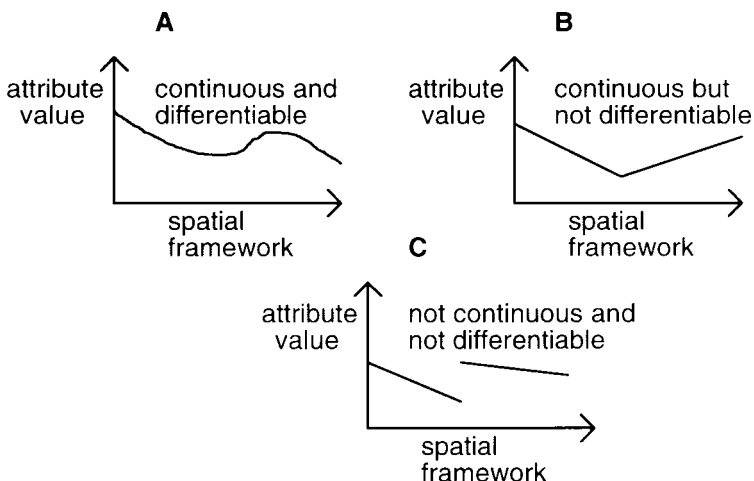 A
attribute
value
continuous and
differentiable
spatial
framework
B
attribute
value
continuous but
not differentiable
spatial
framework
C
attribute
value
not continuous and
not differentiable
spatial
framework